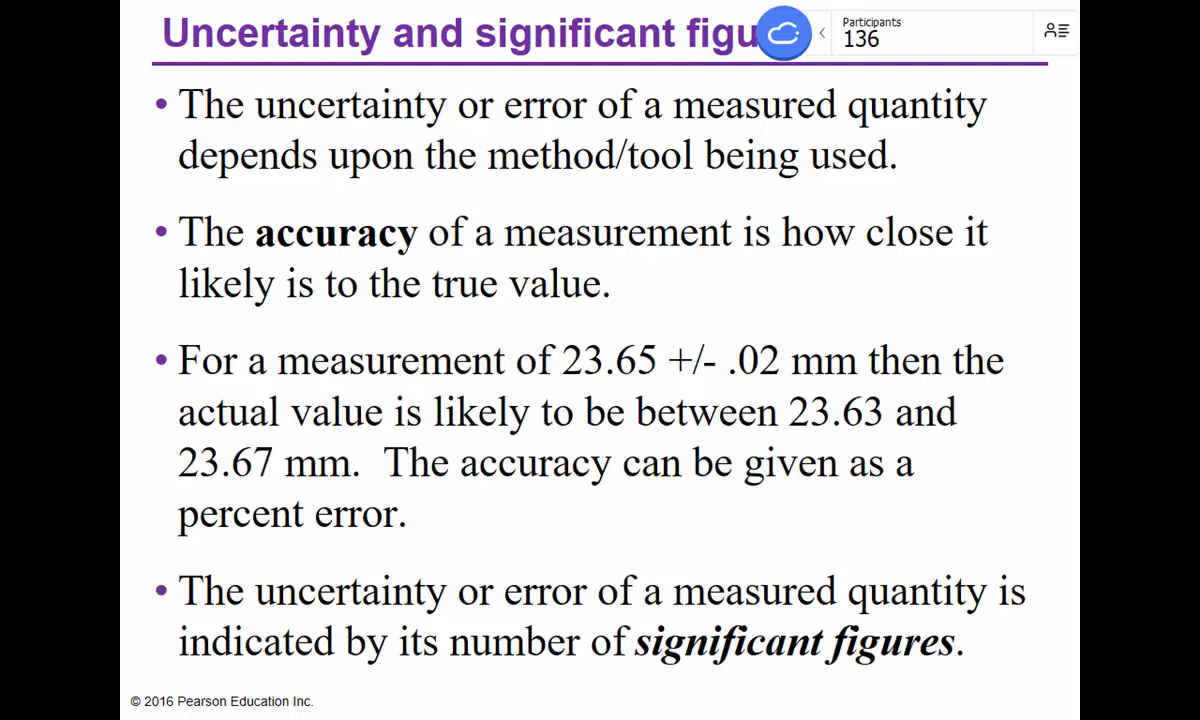 Uncertainty and significant figu
Participants
136
• The uncertainty or error of a measured quantity
depends upon the method/tool being used.
• The accuracy of a measurement is how close it
likely is to the true value.
• For a measurement of 23.65 +/- .02 mm then the
actual value is likely to be between 23.63 and
23.67 mm.  The accuracy can be given as a
percent error.
• The uncertainty or error of a measured quantity is
indicated by its number of significant figures.
© 2016 Pearson Education Inc.